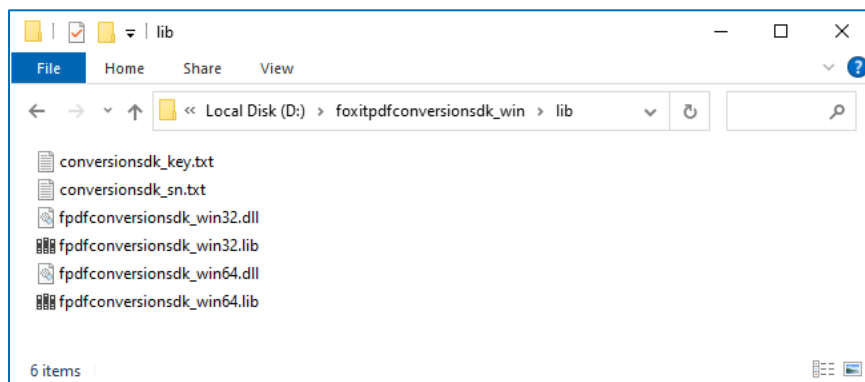 lib
File Home Share View
« Local Disk (D:) › foxitpdfconversionsdk_win › lib
conversionsdk_key.txt
conversionsdk_sn.txt
fpdfconversionsdk_win32.dll
fpdfconversionsdk_win32.lib
fpdfconversionsdk_win64.dll
fpdfconversionsdk_win64.lib
6 items